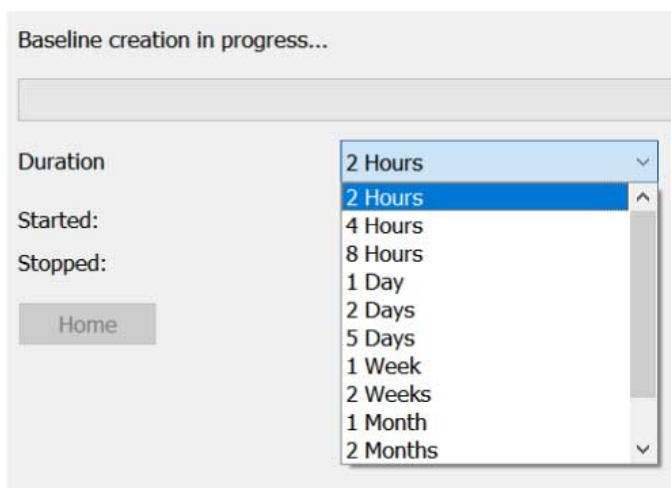 Baseline creation in progress...
Duration
2 Hours
2 Hours
4 Hours
Started:
8 Hours
Stopped:
1 Day
2 Days
Home
5 Days
1 Week
2 Weeks
1 Month
2 Months